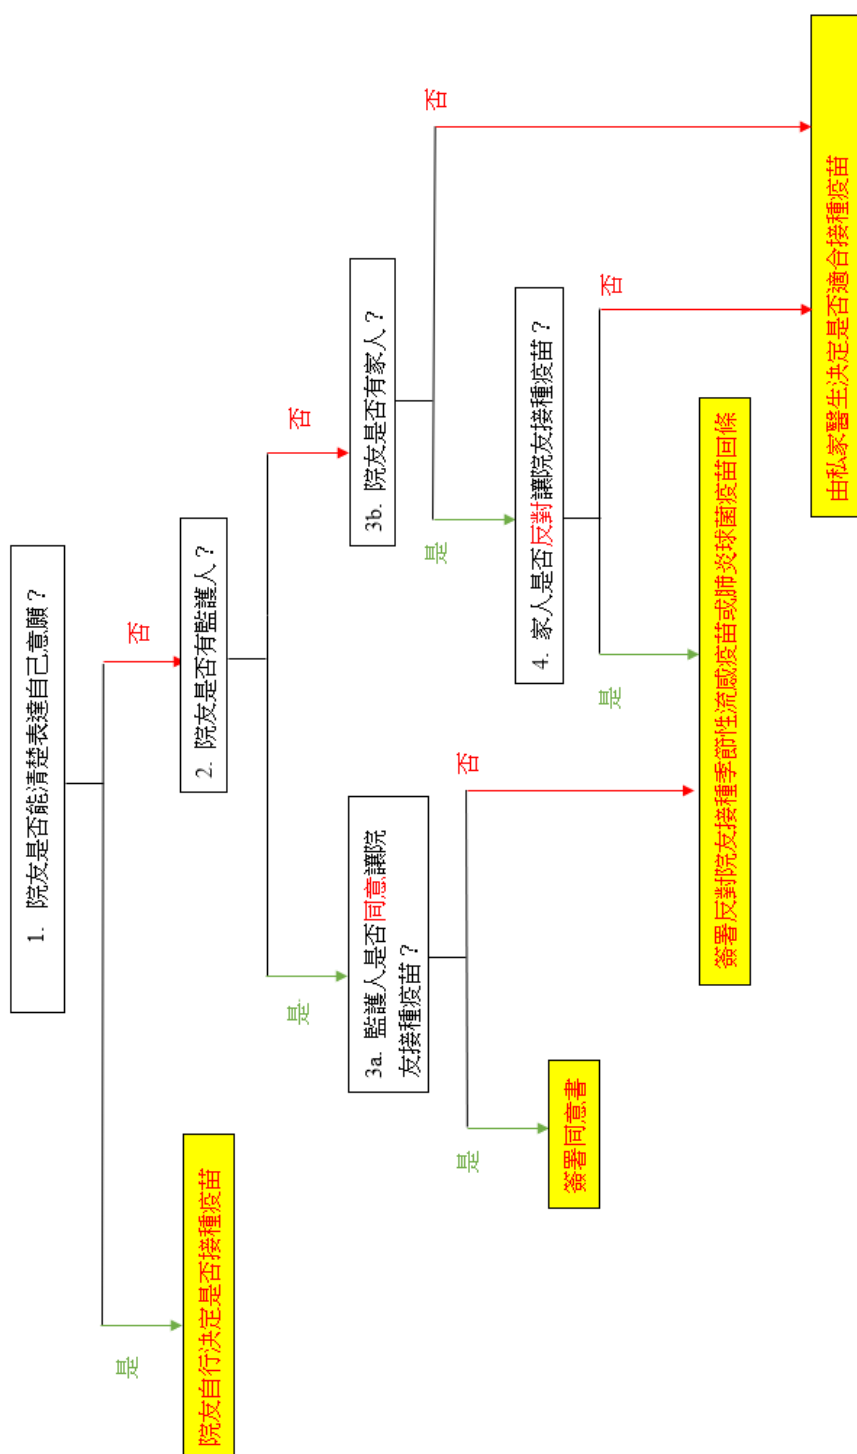 1. 院友是否能清楚表達自己意願？
是
否
院友自行決定是否接種疫苗
2. 院友是否有監護人？
是
否
3a. 監護人是否同意讓院
友接種疫苗？
3b. 院友是否有家人？
是
否
是
否
簽署同意書
4. 家人是否反對讓院友接種疫苗？
是
否
簽署反對院友接種季節性流感疫苗或肺炎球菌疫苗回條
由私家醫生決定是否適合接種疫苗